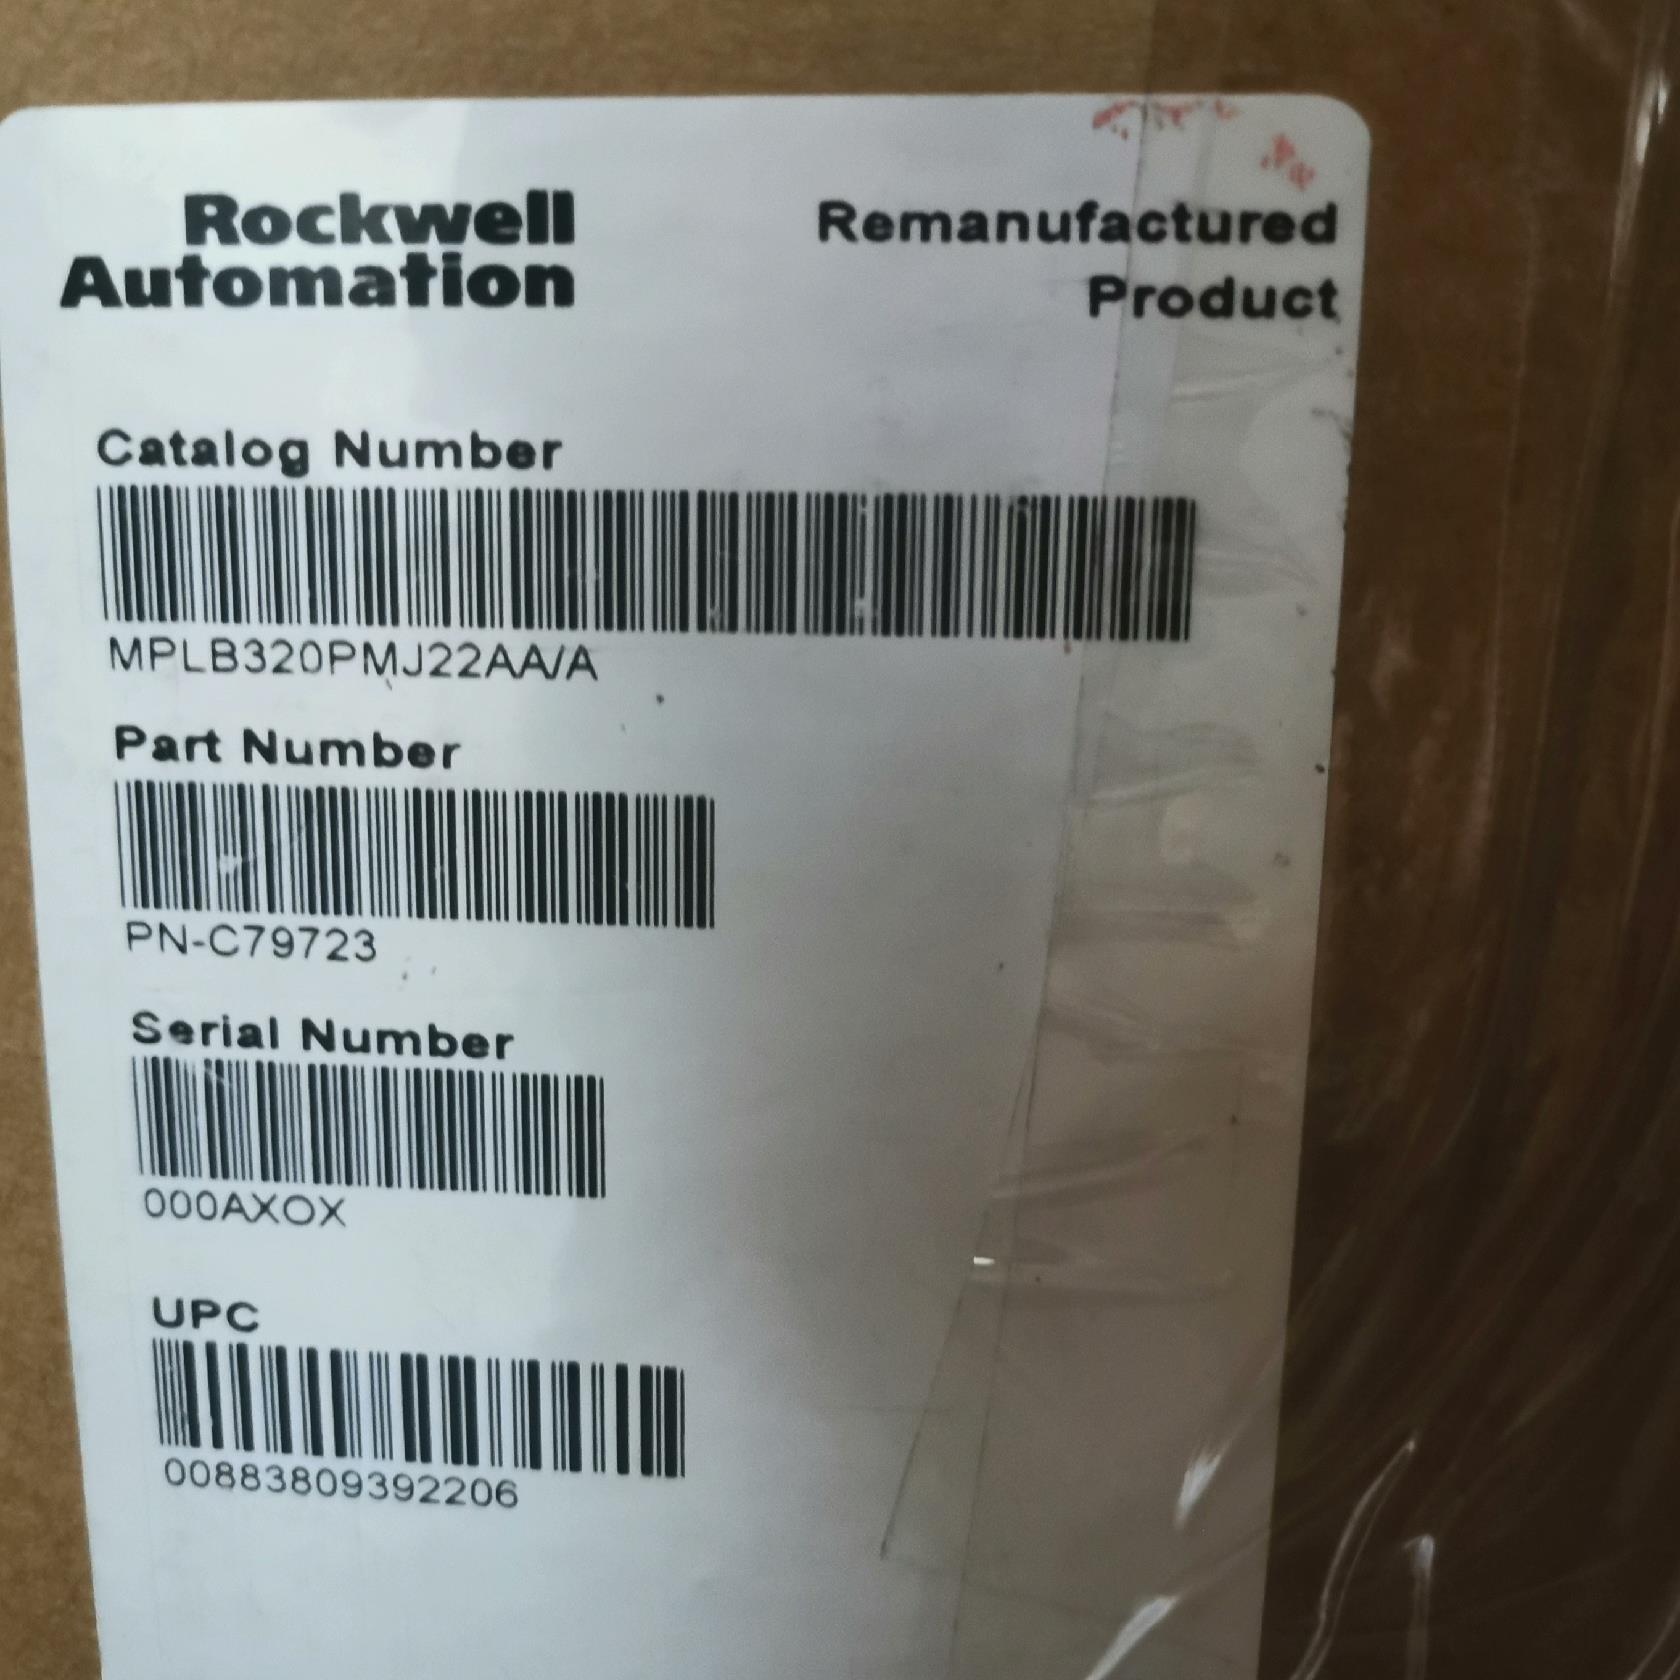 Rockwell
Automation
Remanufactured
Product
Catalog Number
MPLB320PMJ22AA/A
Part Number
PN-C79723
Serial Number
000AXOX
UPC
00883809392206